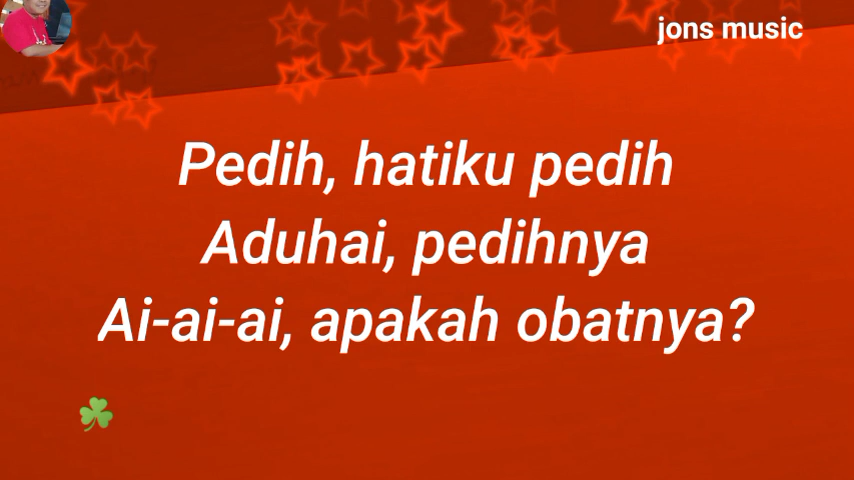 jons music
Pedih, hatiku pedih
Aduhai, pedihnya
Ai-ai-ai, apakah obatnya?